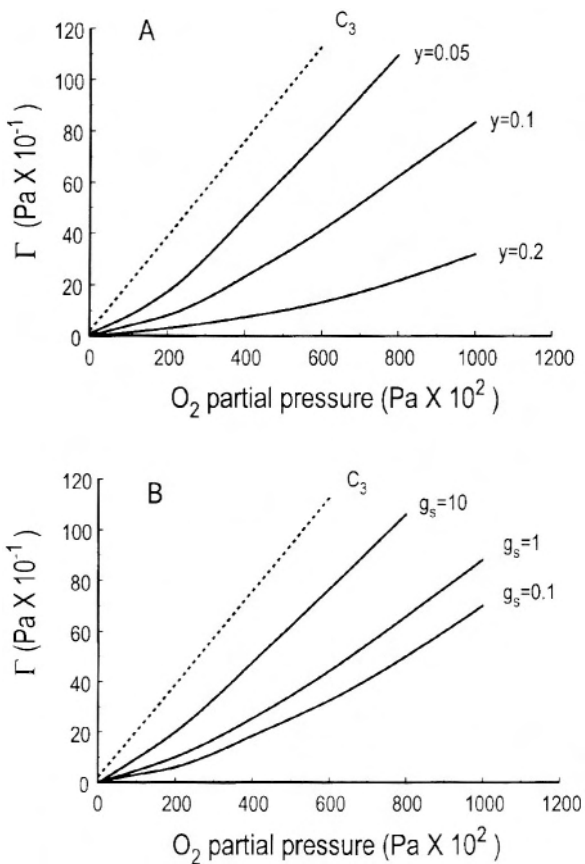 A
C₃
y=0.05
y=0.1
y=0.2
120
100
80
60
40
20
0
Γ (Pa X 10⁻¹)
0 200 400 600 800 1000 1200
O₂ partial pressure (Pa X 10²)
B
C₃
gₛ=10
gₛ=1
gₛ=0.1
120
100
80
60
40
20
0
Γ (Pa X 10⁻¹)
0 200 400 600 800 1000 1200
O₂ partial pressure (Pa X 10²)